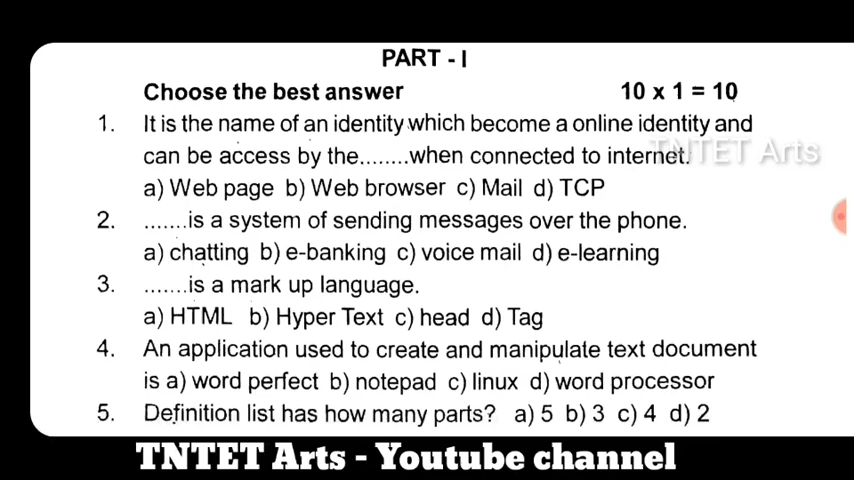 PART - I
Choose the best answer 10 x 1 = 10
1. It is the name of an identity which become a online identity and
can be access by the........when connected to internet.
TNTET Arts
a) Web page b) Web browser c) Mail d) TCP
2. .......is a system of sending messages over the phone.
a) chatting b) e-banking c) voice mail d) e-learning
3. .......is a mark up language.
a) HTML b) Hyper Text c) head d) Tag
4. An application used to create and manipulate text document
is a) word perfect b) notepad c) linux d) word processor
5. Definition list has how many parts? a) 5 b) 3 c) 4 d) 2
TNTET Arts - Youtube channel